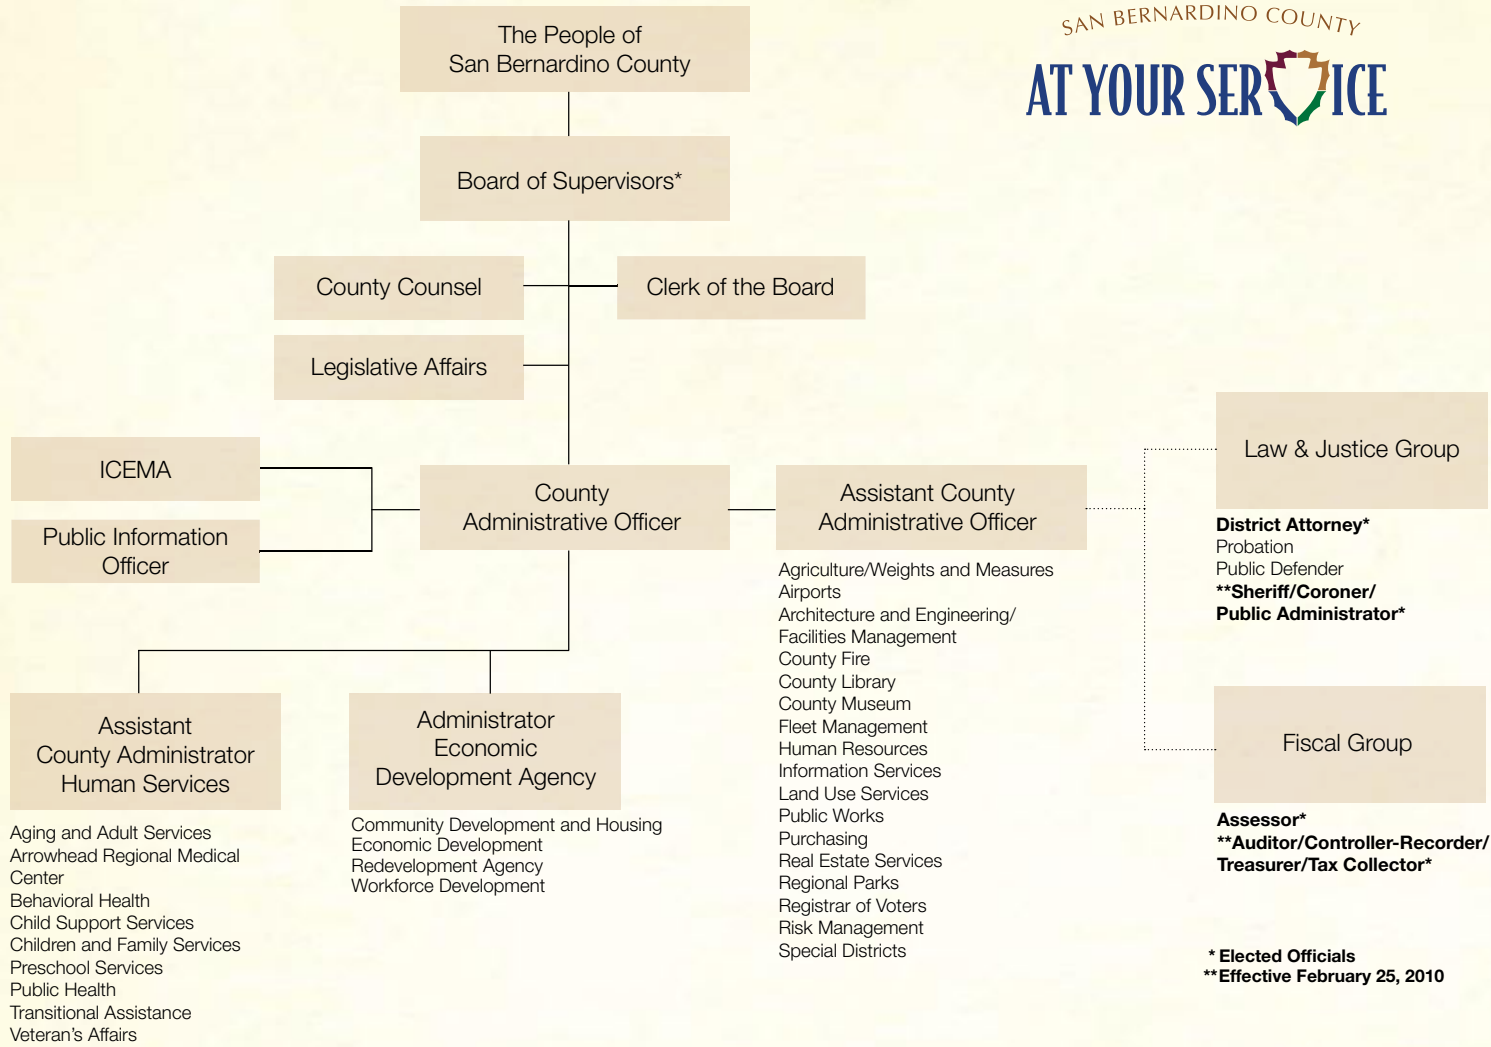 SAN BERNARDINO COUNTY
AT YOUR SERVICE
The People of
San Bernardino County
Board of Supervisors*
County Counsel
Clerk of the Board
Legislative Affairs
ICEMA
Public Information
Officer
County
Administrative Officer
Assistant County
Administrative Officer
Agriculture/Weights and Measures
Airports
Architecture and Engineering/
Facilities Management
County Fire
County Library
County Museum
Fleet Management
Human Resources
Information Services
Land Use Services
Public Works
Purchasing
Real Estate Services
Regional Parks
Registrar of Voters
Risk Management
Special Districts
Law & Justice Group
District Attorney*
Probation
Public Defender
**Sheriff/Coroner/
Public Administrator*
Assistant
County Administrator
Human Services
Aging and Adult Services
Arrowhead Regional Medical
Center
Behavioral Health
Child Support Services
Children and Family Services
Preschool Services
Public Health
Transitional Assistance
Veteran's Affairs
Administrator
Economic
Development Agency
Community Development and Housing
Economic Development
Redevelopment Agency
Workforce Development
Fiscal Group
Assessor*
**Auditor/Controller-Recorder/
Treasurer/Tax Collector*
* Elected Officials
**Effective February 25, 2010